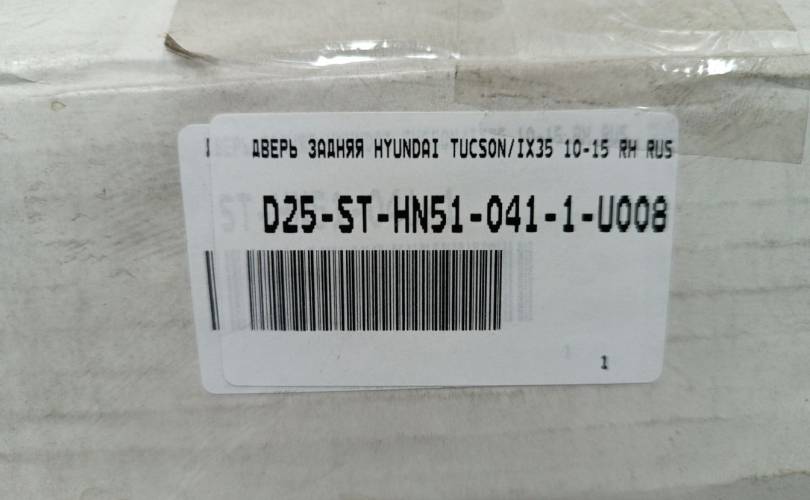 ДВЕРЬ ЗАДНЯЯ HYUNDAI TUCSON/IX35 10-15 RH RUS
D25-ST-HN51-041-1-U008
1